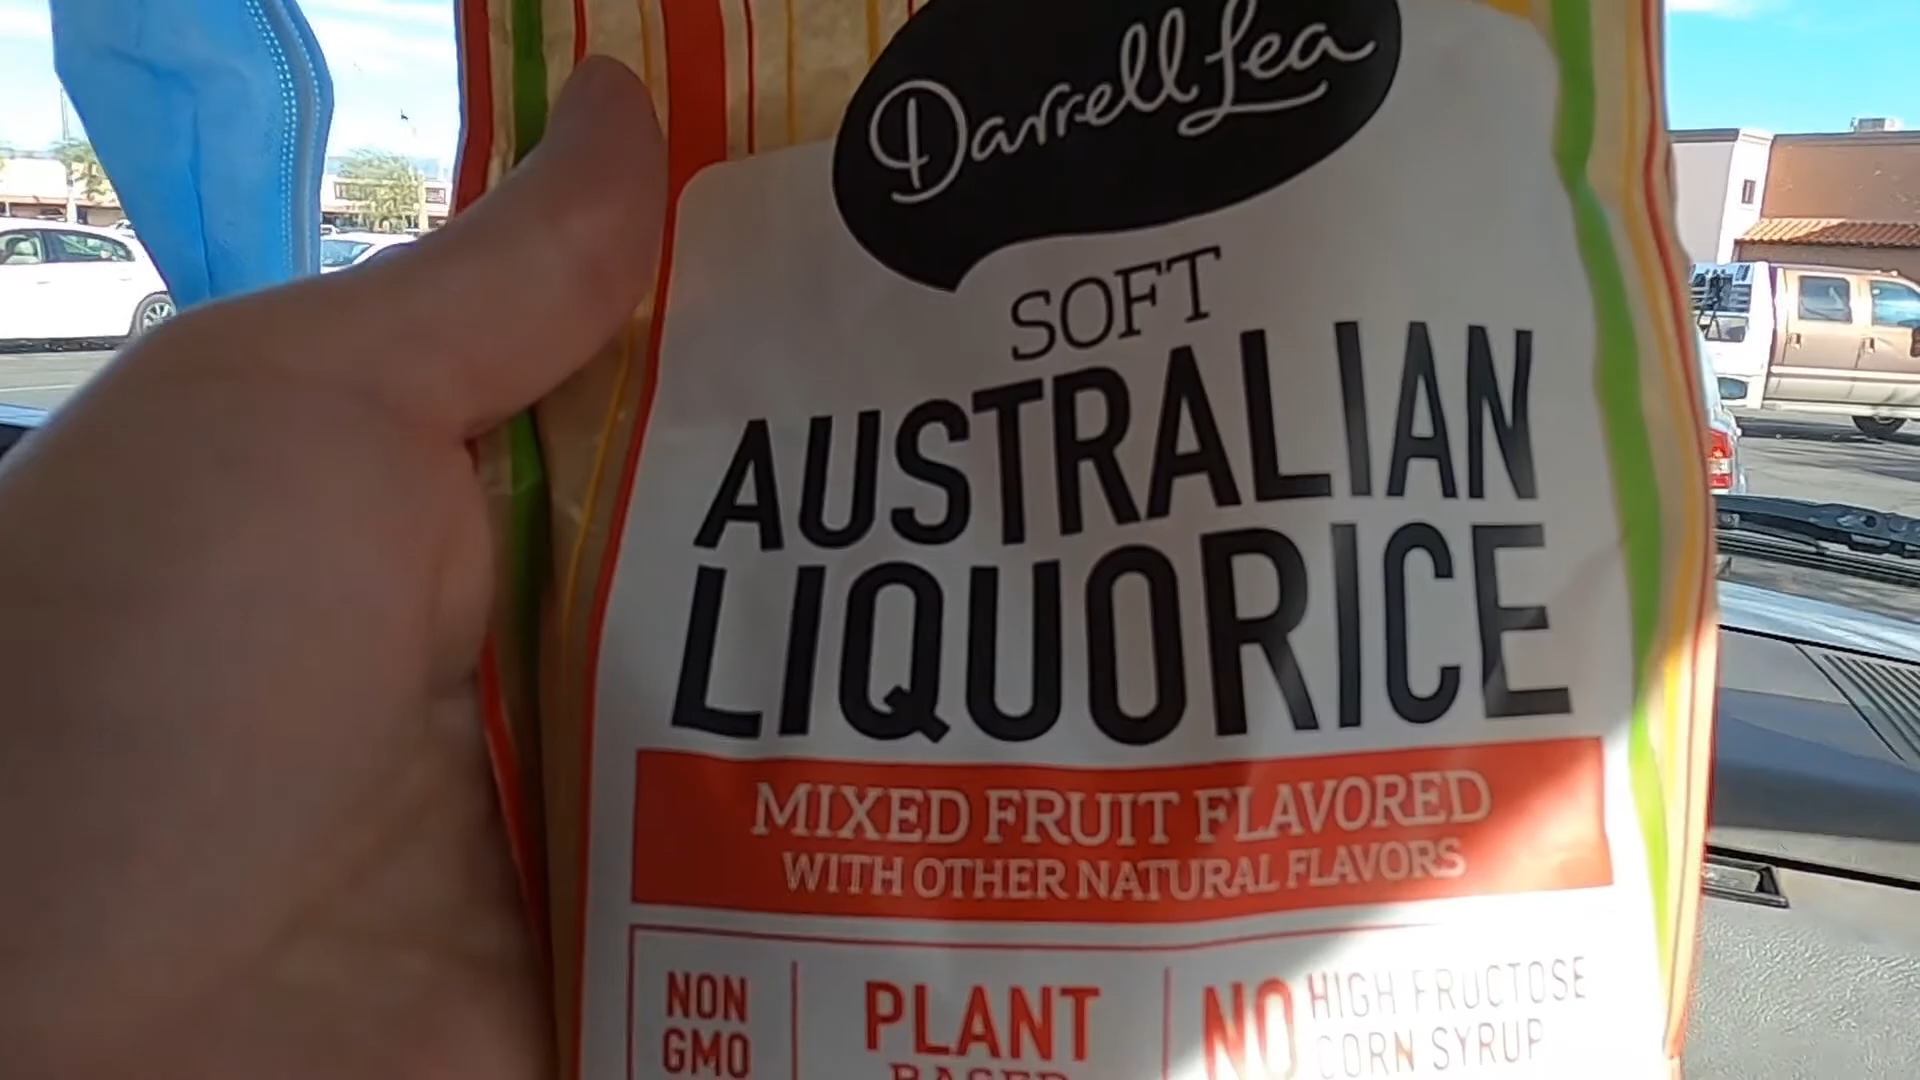 Darrell Lea
SOFT
AUSTRALIAN
LIQUORICE
MIXED FRUIT FLAVORED
WITH OTHER NATURAL FLAVORS
NON
GMO
PLANT
BASED
NO HIGH FRUCTOSE
CORN SYRUP